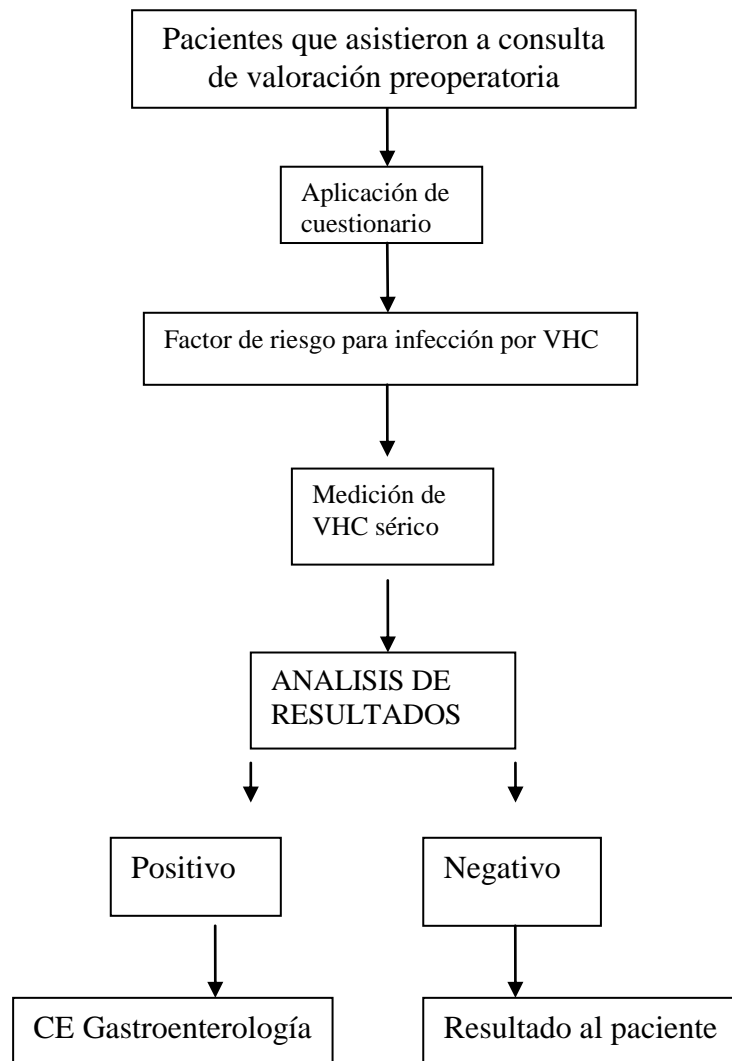 Pacientes que asistieron a consulta
de valoración preoperatoria
Aplicación de
cuestionario
Factor de riesgo para infección por VHC
Medición de
VHC sérico
ANALISIS DE
RESULTADOS
Positivo
Negativo
CE Gastroenterología
Resultado al paciente